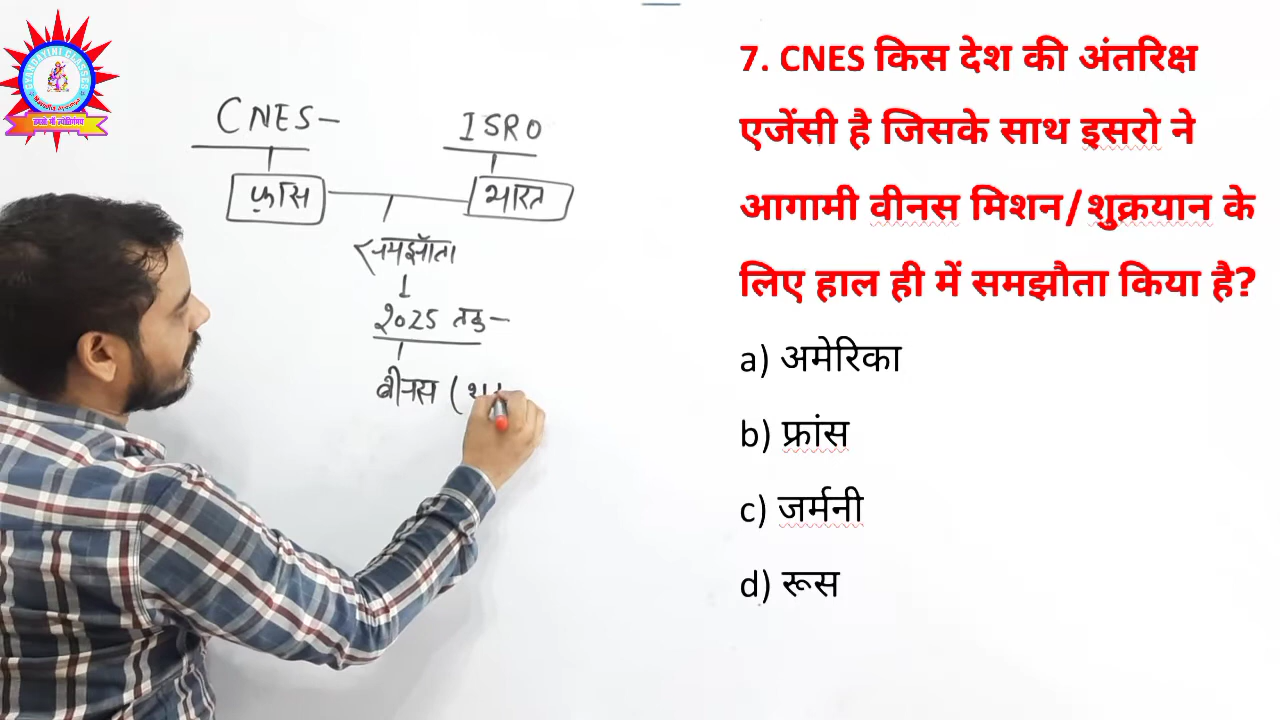 CNES-
ISRO
फ्रांस
भारत
समझौता
2025 तक-
वीनस (शु
7. CNES किस देश की अंतरिक्ष
एजेंसी है जिसके साथ इसरो ने
आगामी वीनस मिशन/शुक्रयान के
लिए हाल ही में समझौता किया है?
a) अमेरिका
b) फ्रांस
c) जर्मनी
d) रूस